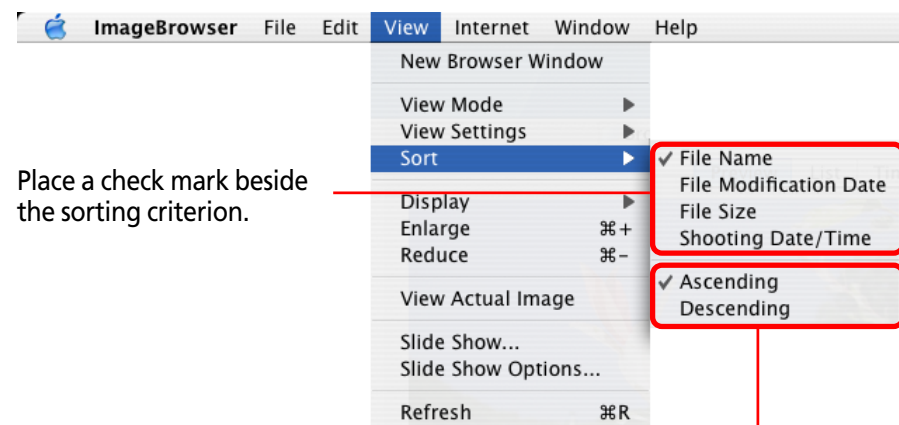 ImageBrowser File Edit View Internet Window Help
New Browser Window
View Mode
View Settings
Sort
Display
Enlarge ⌘+
Reduce ⌘–
View Actual Image
Slide Show...
Slide Show Options...
Refresh ⌘R
✓ File Name
File Modification Date
File Size
Shooting Date/Time
✓ Ascending
Descending
Place a check mark beside
the sorting criterion.